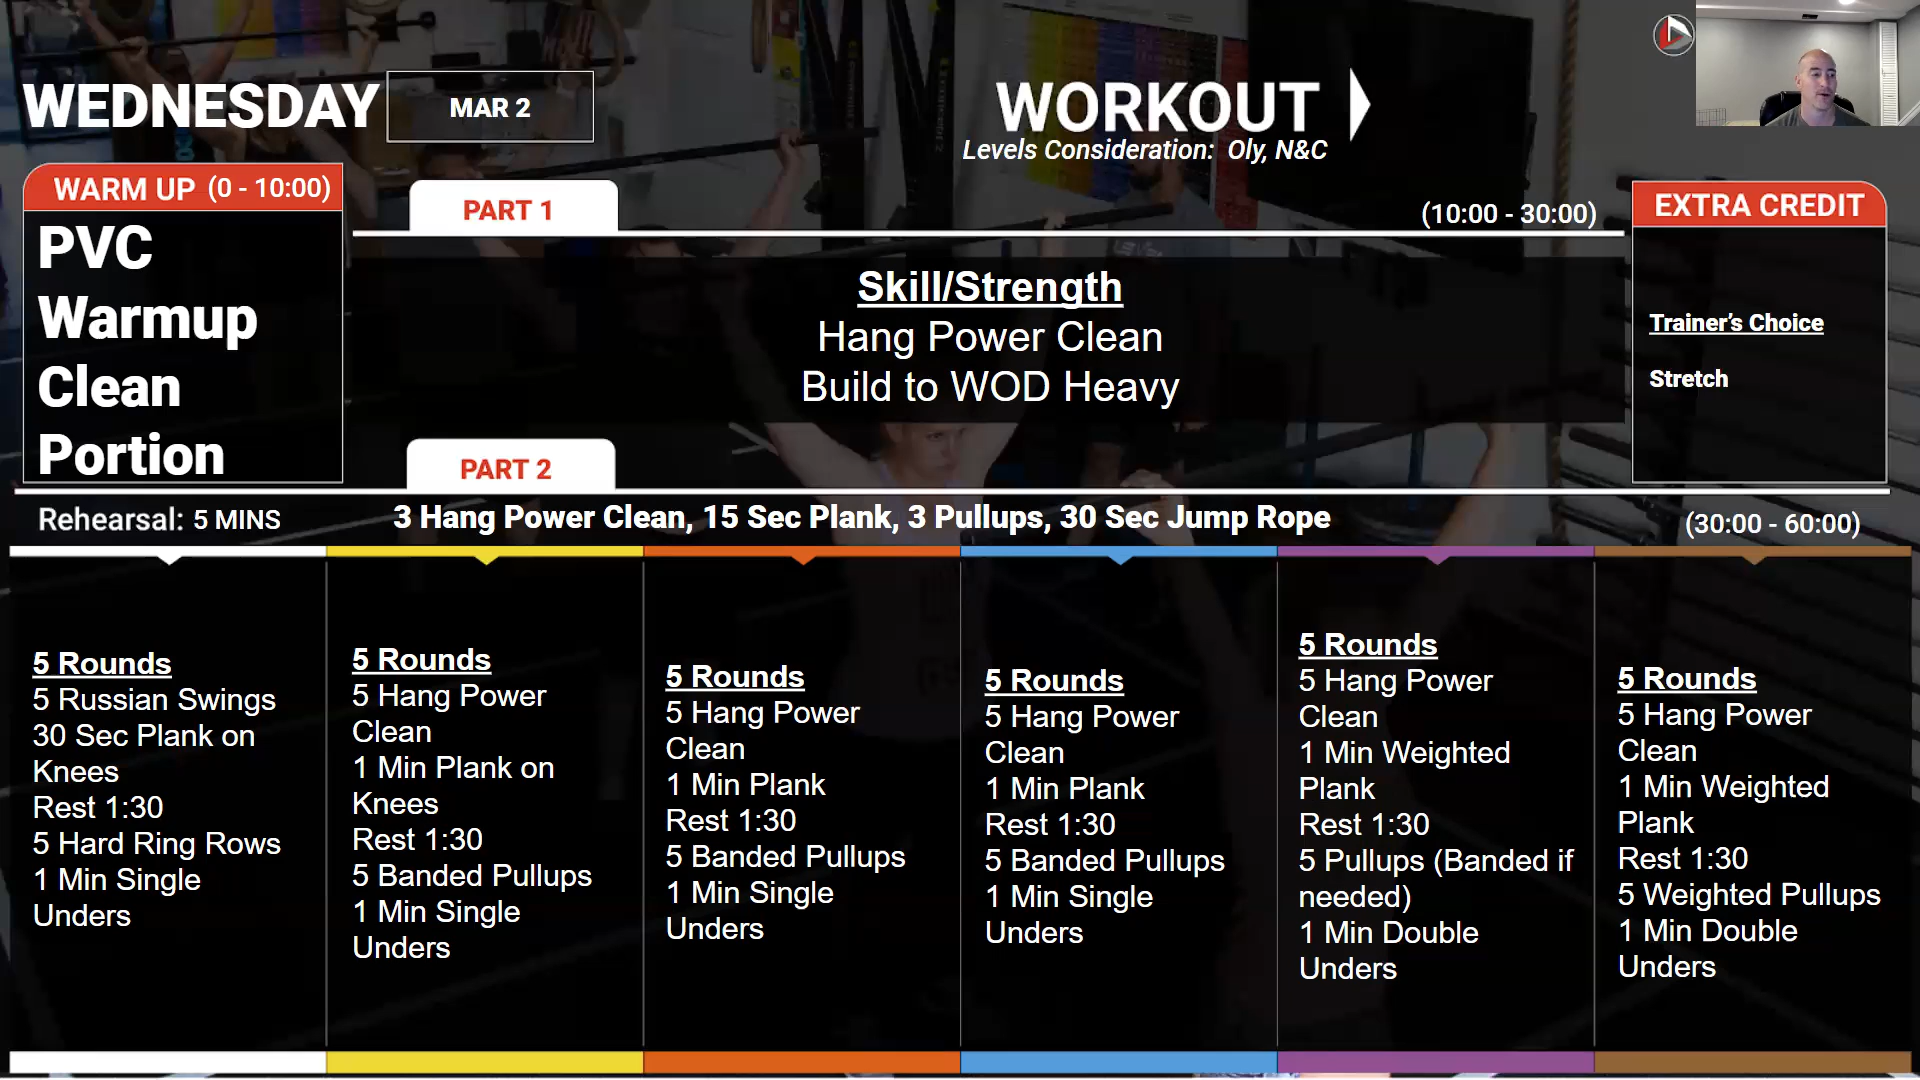 WEDNESDAY
MAR 2
WORKOUT
Levels Consideration: Oly, N&C
WARM UP (0 - 10:00)
PVC
Warmup
Clean
Portion
PART 1
(10:00 - 30:00)
Skill/Strength
Hang Power Clean
Build to WOD Heavy
EXTRA CREDIT
Trainer's Choice
Stretch
PART 2
Rehearsal: 5 MINS
3 Hang Power Clean, 15 Sec Plank, 3 Pullups, 30 Sec Jump Rope
(30:00 - 60:00)
5 Rounds
5 Russian Swings
30 Sec Plank on
Knees
Rest 1:30
5 Hard Ring Rows
1 Min Single
Unders
5 Rounds
5 Hang Power
Clean
1 Min Plank on
Knees
Rest 1:30
5 Banded Pullups
1 Min Single
Unders
5 Rounds
5 Hang Power
Clean
1 Min Plank
Rest 1:30
5 Banded Pullups
1 Min Single
Unders
5 Rounds
5 Hang Power
Clean
1 Min Plank
Rest 1:30
5 Banded Pullups
1 Min Single
Unders
5 Rounds
5 Hang Power
Clean
1 Min Weighted
Plank
Rest 1:30
5 Pullups (Banded if
needed)
1 Min Double
Unders
5 Rounds
5 Hang Power
Clean
1 Min Weighted
Plank
Rest 1:30
5 Weighted Pullups
1 Min Double
Unders